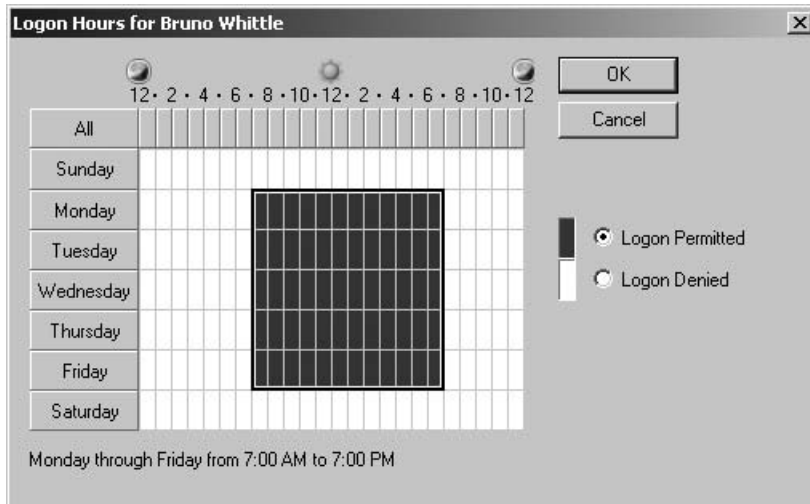 Logon Hours for Bruno Whittle
OK
12 · 2 · 4 · 6 · 8 · 10 · 12 · 2 · 4 · 6 · 8 · 10 · 12
Cancel
All
Sunday
Monday
Tuesday
Wednesday
Thursday
Friday
Saturday
Logon Permitted
Logon Denied
Monday through Friday from 7:00 AM to 7:00 PM